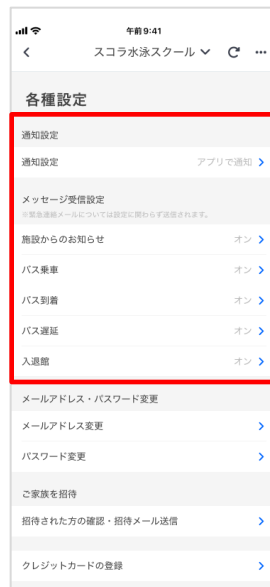 午前9:41
スコラ水泳スクール
各種設定
通知設定
通知設定 アプリで通知
メッセージ受信設定
※緊急連絡メールについては設定に関わらず送信されます。
施設からのお知らせ オン
バス乗車 オン
バス到着 オン
バス遅延 オン
入退館 オン
メールアドレス・パスワード変更
メールアドレス変更
パスワード変更
ご家族を招待
招待された方の確認・招待メール送信
クレジットカードの登録